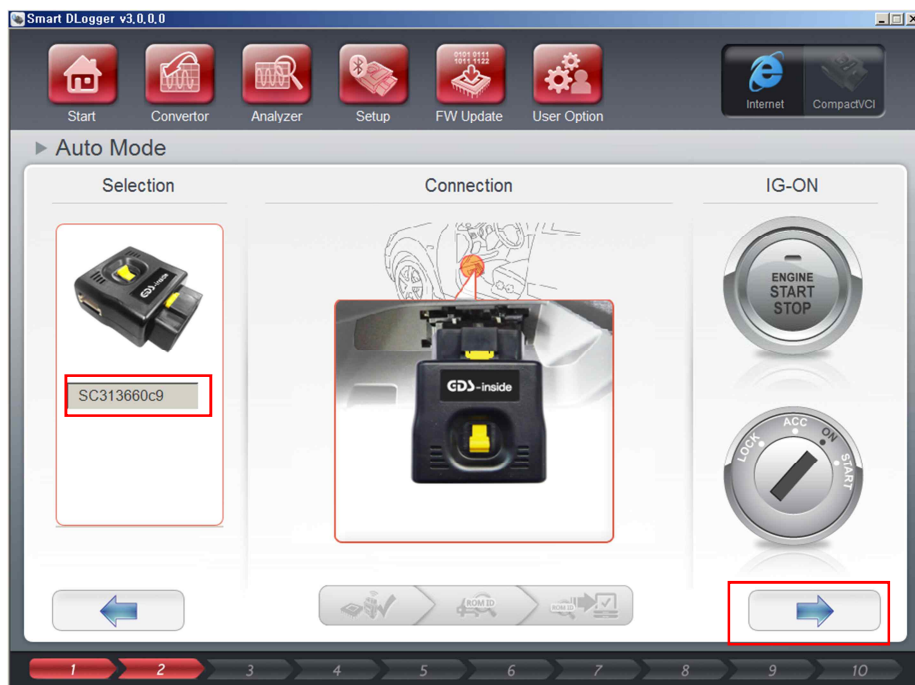 Smart DLogger v3,0,0,0
Start
Convertor
Analyzer
Setup
0101 0111
1011 1122
FW Update
User Option
Internet
CompactVCI
Auto Mode
Selection
Connection
IG-ON
GDS-inside
SC313660c9
GDS-inside
ENGINE
START
STOP
LOCK
ACC
ON
START
ROM ID
ROM ID
1 2 3 4 5 6 7 8 9 10